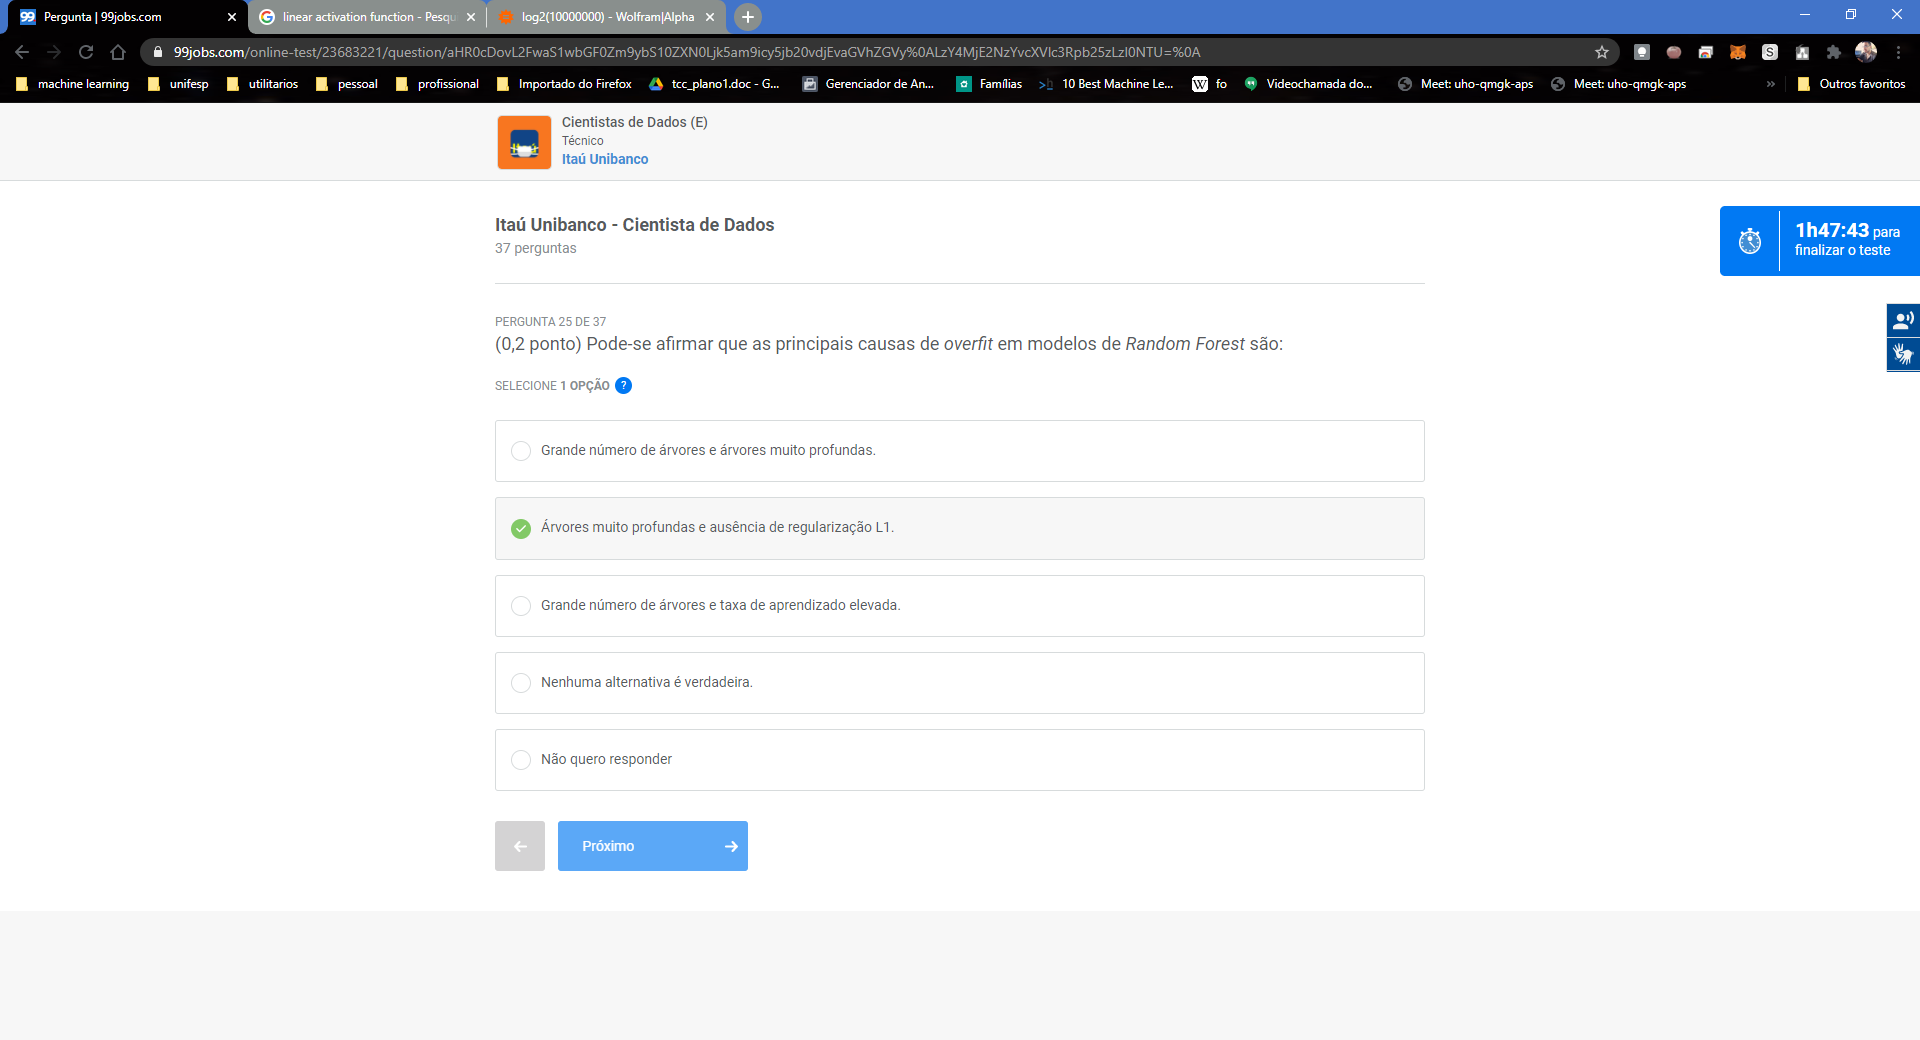 99 Pergunta | 99jobs.com
linear activation function - Pesqu
log2(10000000) - Wolfram|Alpha
99jobs.com/online-test/23683221/question/aHR0cDovL2FwaS1wbGF0Zm9ybS10ZXN0Ljk5am9icy5jb20vdjEvaGVhZGVy%0ALzY4MjE2NzYvcXVlc3Rpb25zLzI0NTU=%0A
machine learning
unifesp
utilitarios
pessoal
profissional
Importado do Firefox
tcc_plano1.doc - G...
Gerenciador de An...
Famílias
10 Best Machine Le...
fo
Videochamada do...
Meet: uho-qmgk-aps
Meet: uho-qmgk-aps
Outros favoritos
Cientistas de Dados (E)
Técnico
Itaú Unibanco
Itaú Unibanco - Cientista de Dados
37 perguntas
1h47:43 para
finalizar o teste
PERGUNTA 25 DE 37
(0,2 ponto) Pode-se afirmar que as principais causas de overfit em modelos de Random Forest são:
SELECIONE 1 OPÇÃO ?
Grande número de árvores e árvores muito profundas.
Árvores muito profundas e ausência de regularização L1.
Grande número de árvores e taxa de aprendizado elevada.
Nenhuma alternativa é verdadeira.
Não quero responder
Próximo